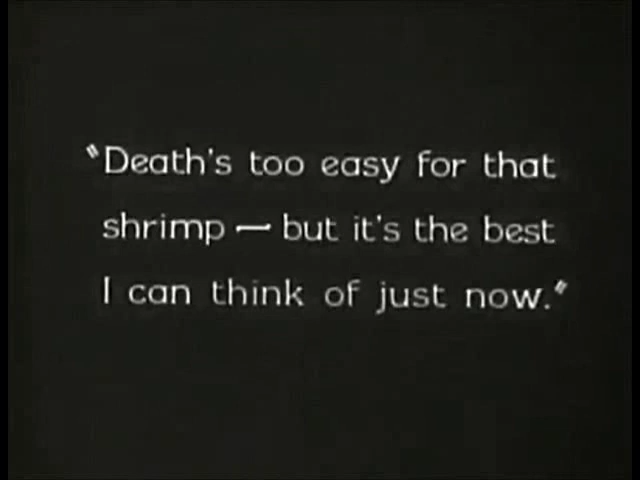 "Death's too easy for that
shrimp — but it's the best
I can think of just now."